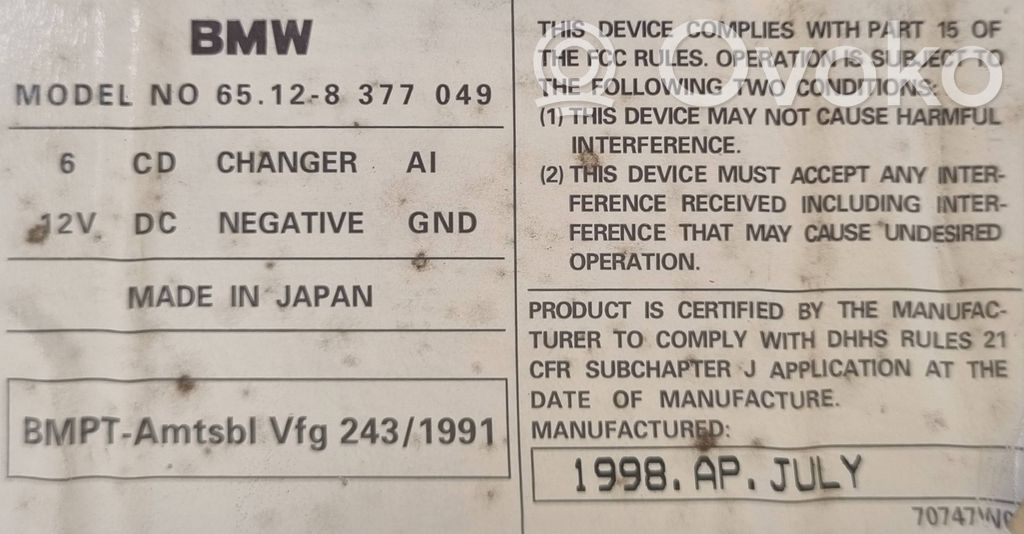 BMW
MODEL NO 65.12-8 377 049
6 CD CHANGER AI
12V DC NEGATIVE GND
MADE IN JAPAN
BMPT-Amtsbl Vfg 243/1991
THIS DEVICE COMPLIES WITH PART 15 OF
THE FCC RULES. OPERATION IS SUBJECT TO
THE FOLLOWING TWO CONDITIONS:
(1) THIS DEVICE MAY NOT CAUSE HARMFUL
INTERFERENCE.
(2) THIS DEVICE MUST ACCEPT ANY INTER-
FERENCE RECEIVED INCLUDING INTER-
FERENCE THAT MAY CAUSE UNDESIRED
OPERATION.
PRODUCT IS CERTIFIED BY THE MANUFAC-
TURER TO COMPLY WITH DHHS RULES 21
CFR SUBCHAPTER J APPLICATION AT THE
DATE OF MANUFACTURE.
MANUFACTURED:
1998. AP. JULY
Ovoko